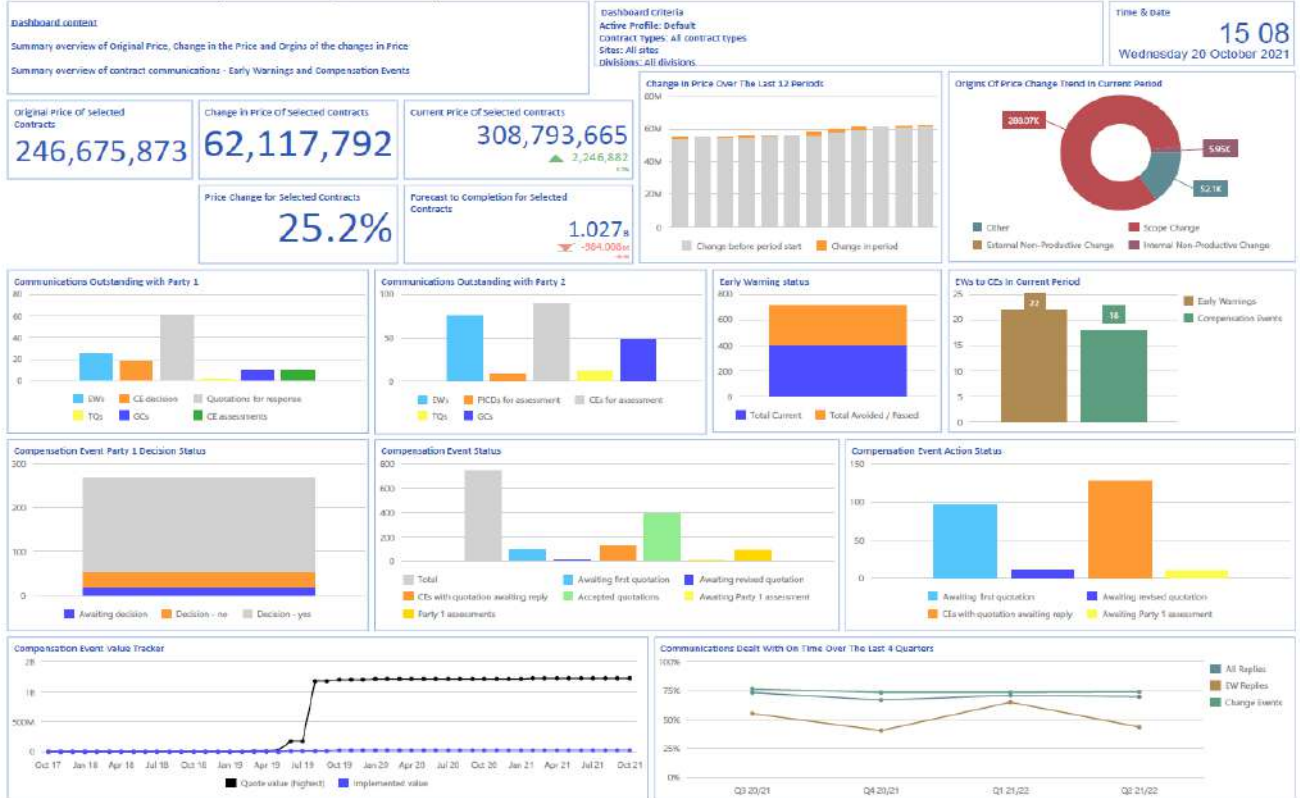 Dashboard content
Summary overview of Original Price, Change in the Price and Orgins of the changes in Price
Summary overview of contract communications - Early Warnings and Compensation Events
Dashboard Criteria
Active Profile: Default
Contract Types: All contract types
Sites: All sites
Divisions: All divisions
Time & Date
15 08
Wednesday 20 October 2021
Original Price Of Selected
Contracts
246,675,873
Change in Price Of Selected Contracts
62,117,792
Current Price Of Selected Contracts
308,793,665
2,246,882
Price Change for Selected Contracts
25.2%
Forecast to Completion for Selected
Contracts
1.027
Change in Price Over The Last 12 Periods
80M
60M
40M
20M
0
Change before period start
Change in period
Origins Of Price Change Trend in Current Period
5.95K
52.1K
Other
Scope Change
External Non-Productive Change
Internal Non-Productive Change
Communications Outstanding with Party 1
80
60
40
20
0
EWs
CE decision
Quotations for response
TQs
GCs
CE assessments
Communications Outstanding with Party 2
100
50
0
EWs
PICDs for assessment
CEs for assessment
TQs
GCs
Early Warning status
800
600
400
200
0
Total Current
Total Avoided / Passed
EWs to CEs In Current Period
25
20
15
10
5
0
22
18
Early Warnings
Compensation Events
Compensation Event Party 1 Decision Status
300
200
100
0
Awaiting decision
Decision - no
Decision - yes
Compensation Event Status
800
600
400
200
0
Total
Awaiting first quotation
Awaiting revised quotation
CEs with quotation awaiting reply
Accepted quotations
Awaiting Party 1 assessment
Party 1 assessments
Compensation Event Action Status
150
100
50
0
Awaiting first quotation
Awaiting revised quotation
CEs with quotation awaiting reply
Awaiting Party 1 assessment
Compensation Event Value Tracker
2B
1B
500M
0
Oct 17 Jan 18 Apr 18 Jul 18 Oct 18 Jan 19 Apr 19 Jul 19 Oct 19 Jan 20 Apr 20 Jul 20 Oct 20 Jan 21 Apr 21 Jul 21 Oct 21
Quote value (highest)
Implemented value
Communications Dealt With On Time Over The Last 4 Quarters
100%
75%
50%
25%
0%
Q3 20/21 Q4 20/21 Q1 21/22 Q2 21/22
All Replies
EW Replies
Change Events